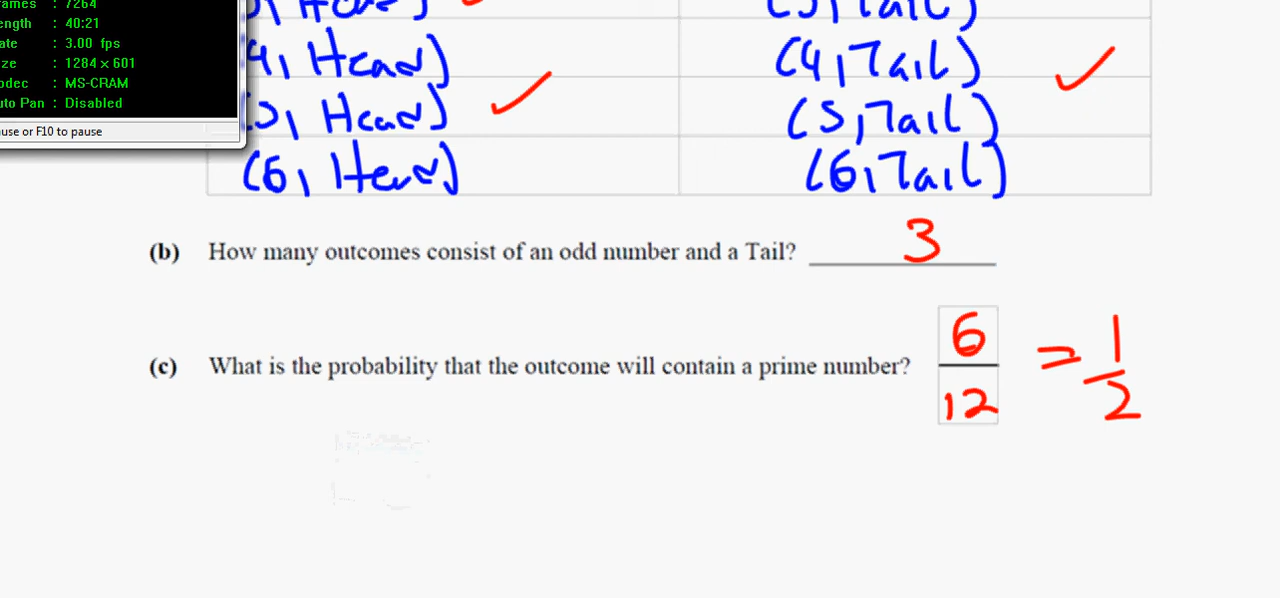 ames : 7264
ength : 40:21
ate : 3.00 fps
ze : 1284 x 601
odec : MS-CRAM
uto Pan : Disabled
use or F10 to pause
3, Tail)
4, Head) (4, Tail)
5, Head) (5, Tail)
(6, Head) (6, Tail)
(b) How many outcomes consist of an odd number and a Tail? 3
(c) What is the probability that the outcome will contain a prime number? 6/12 = 1/2